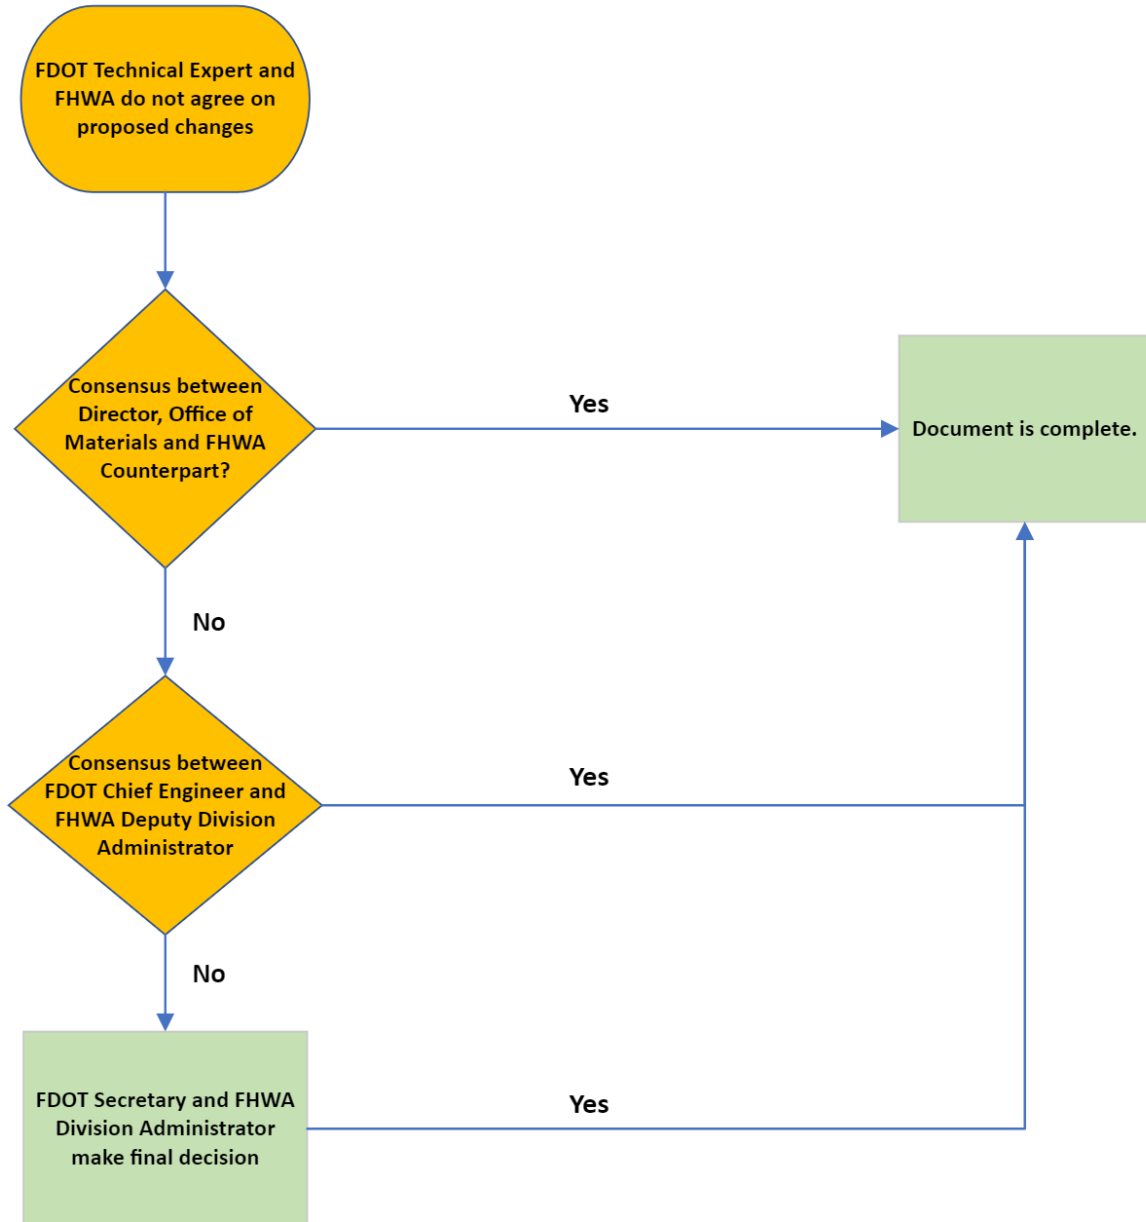 FDOT Technical Expert and
FHWA do not agree on
proposed changes
Consensus between
Director, Office of
Materials and FHWA
Counterpart?
Yes
Document is complete.
No
Consensus between
FDOT Chief Engineer and
FHWA Deputy Division
Administrator
Yes
No
FDOT Secretary and FHWA
Division Administrator
make final decision
Yes